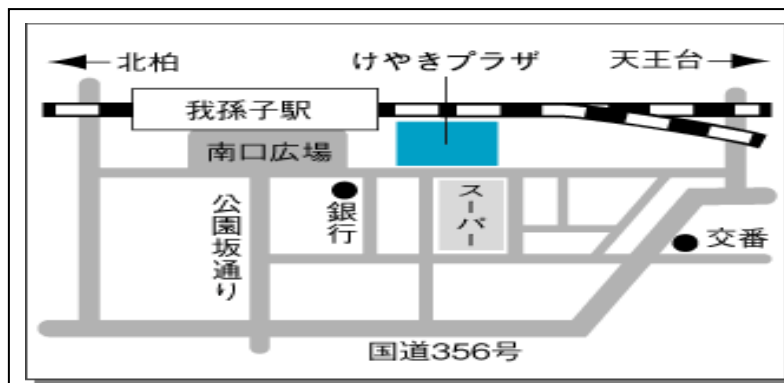 北柏
けやきプラザ
天王台
我孫子駅
南口広場
公園坂通り
銀行
スーパー
交番
国道356号